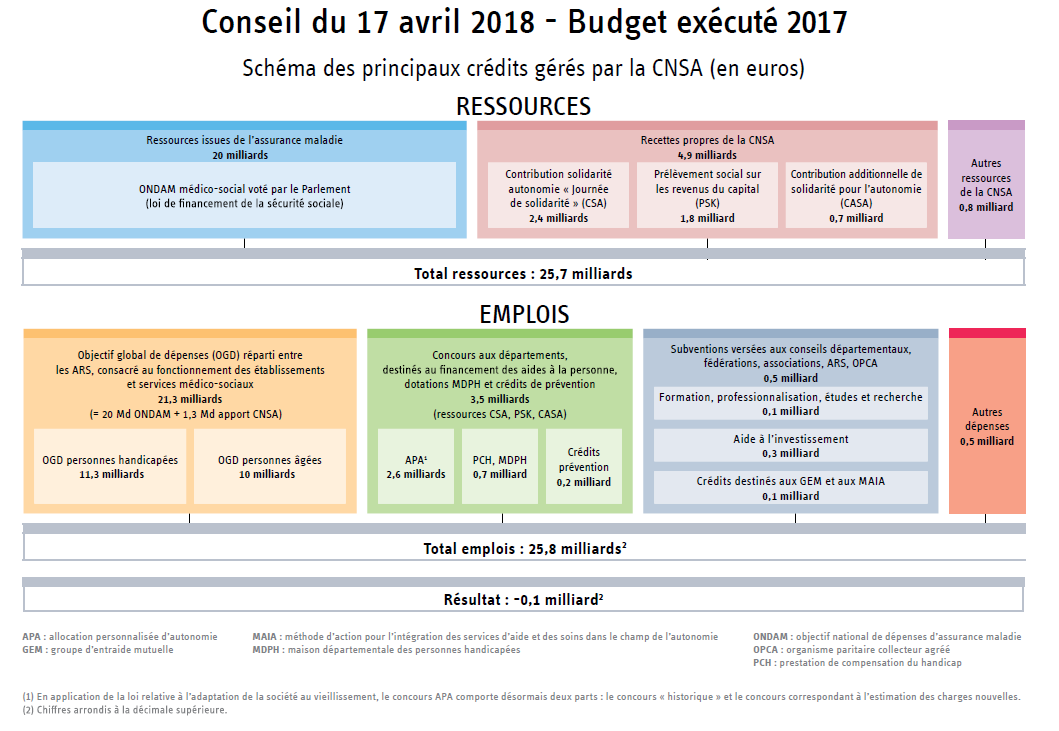 Conseil du 17 avril 2018 - Budget exécuté 2017
Schéma des principaux crédits gérés par la CNSA (en euros)
RESSOURCES
Ressources issues de l'assurance maladie
20 milliards
ONDAM médico-social voté par le Parlement
(loi de financement de la sécurité sociale)
Recettes propres de la CNSA
4,9 milliards
Contribution solidarité
autonomie « Journée
de solidarité » (CSA)
2,4 milliards
Prélèvement social sur
les revenus du capital
(PSK)
1,8 milliard
Contribution additionnelle de
solidarité pour l'autonomie
(CASA)
0,7 milliard
Autres
ressources
de la CNSA
0,8 milliard
Total ressources : 25,7 milliards
EMPLOIS
Objectif global de dépenses (OGD) réparti entre
les ARS, consacré au fonctionnement des établissements
et services médico-sociaux
21,3 milliards
(= 20 Md ONDAM + 1,3 Md apport CNSA)
OGD personnes handicapées
11,3 milliards
OGD personnes âgées
10 milliards
Concours aux départements,
destinés au financement des aides à la personne,
dotations MDPH et crédits de prévention
3,5 milliards
(ressources CSA, PSK, CASA)
APA¹
2,6 milliards
PCH, MDPH
0,7 milliard
Crédits
prévention
0,2 milliard
Subventions versées aux conseils départementaux,
fédérations, associations, ARS, OPCA
0,5 milliard
Formation, professionnalisation, études et recherche
0,1 milliard
Aide à l'investissement
0,3 milliard
Crédits destinés aux GEM et aux MAIA
0,1 milliard
Autres
dépenses
0,5 milliard
Total emplois : 25,8 milliards²
Résultat : -0,1 milliard²
APA : allocation personnalisée d'autonomie
GEM : groupe d'entraide mutuelle
MAIA : méthode d'action pour l'intégration des services d'aide et des soins dans le champ de l'autonomie
MDPH : maison départementale des personnes handicapées
ONDAM : objectif national de dépenses d'assurance maladie
OPCA : organisme paritaire collecteur agréé
PCH : prestation de compensation du handicap
(1) En application de la loi relative à l'adaptation de la société au vieillissement, le concours APA comporte désormais deux parts : le concours « historique » et le concours correspondant à l'estimation des charges nouvelles.
(2) Chiffres arrondis à la décimale supérieure.